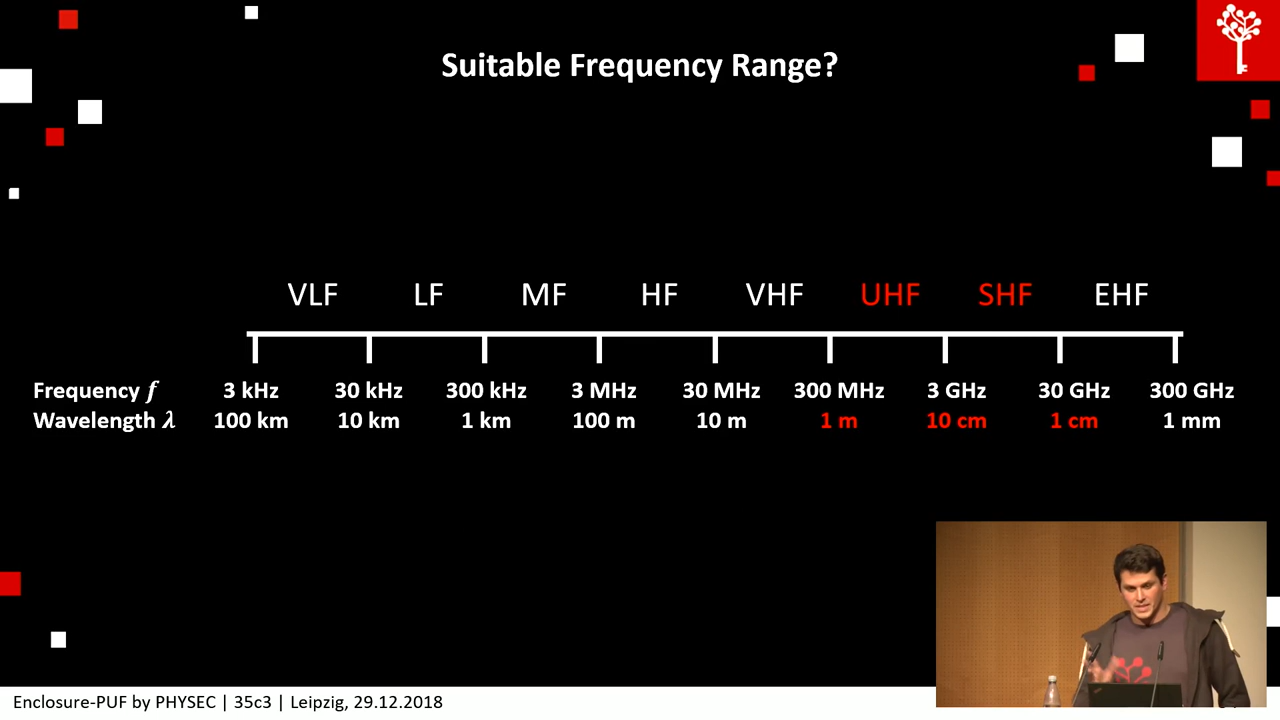 Suitable Frequency Range?
VLF LF MF HF VHF UHF SHF EHF
Frequency f 3 kHz 30 kHz 300 kHz 3 MHz 30 MHz 300 MHz 3 GHz 30 GHz 300 GHz
Wavelength λ 100 km 10 km 1 km 100 m 10 m 1 m 10 cm 1 cm 1 mm
Enclosure-PUF by PHYSEC | 35c3 | Leipzig, 29.12.2018